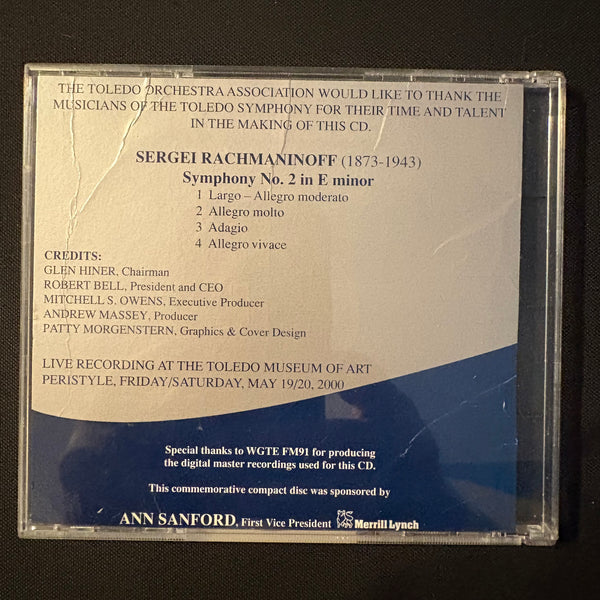 THE TOLEDO ORCHESTRA ASSOCIATION WOULD LIKE TO THANK THE
MUSICIANS OF THE TOLEDO SYMPHONY FOR THEIR TIME AND TALENT
IN THE MAKING OF THIS CD.
SERGEI RACHMANINOFF (1873-1943)
Symphony No. 2 in E minor
1 Largo – Allegro moderato
2 Allegro molto
3 Adagio
4 Allegro vivace
CREDITS:
GLEN HINER, Chairman
ROBERT BELL, President and CEO
MITCHELL S. OWENS, Executive Producer
ANDREW MASSEY, Producer
PATTY MORGENSTERN, Graphics & Cover Design
LIVE RECORDING AT THE TOLEDO MUSEUM OF ART
PERISTYLE, FRIDAY/SATURDAY, MAY 19/20, 2000
Special thanks to WGTE FM91 for producing
the digital master recordings used for this CD.
This commemorative compact disc was sponsored by
ANN SANFORD, First Vice President Merrill Lynch